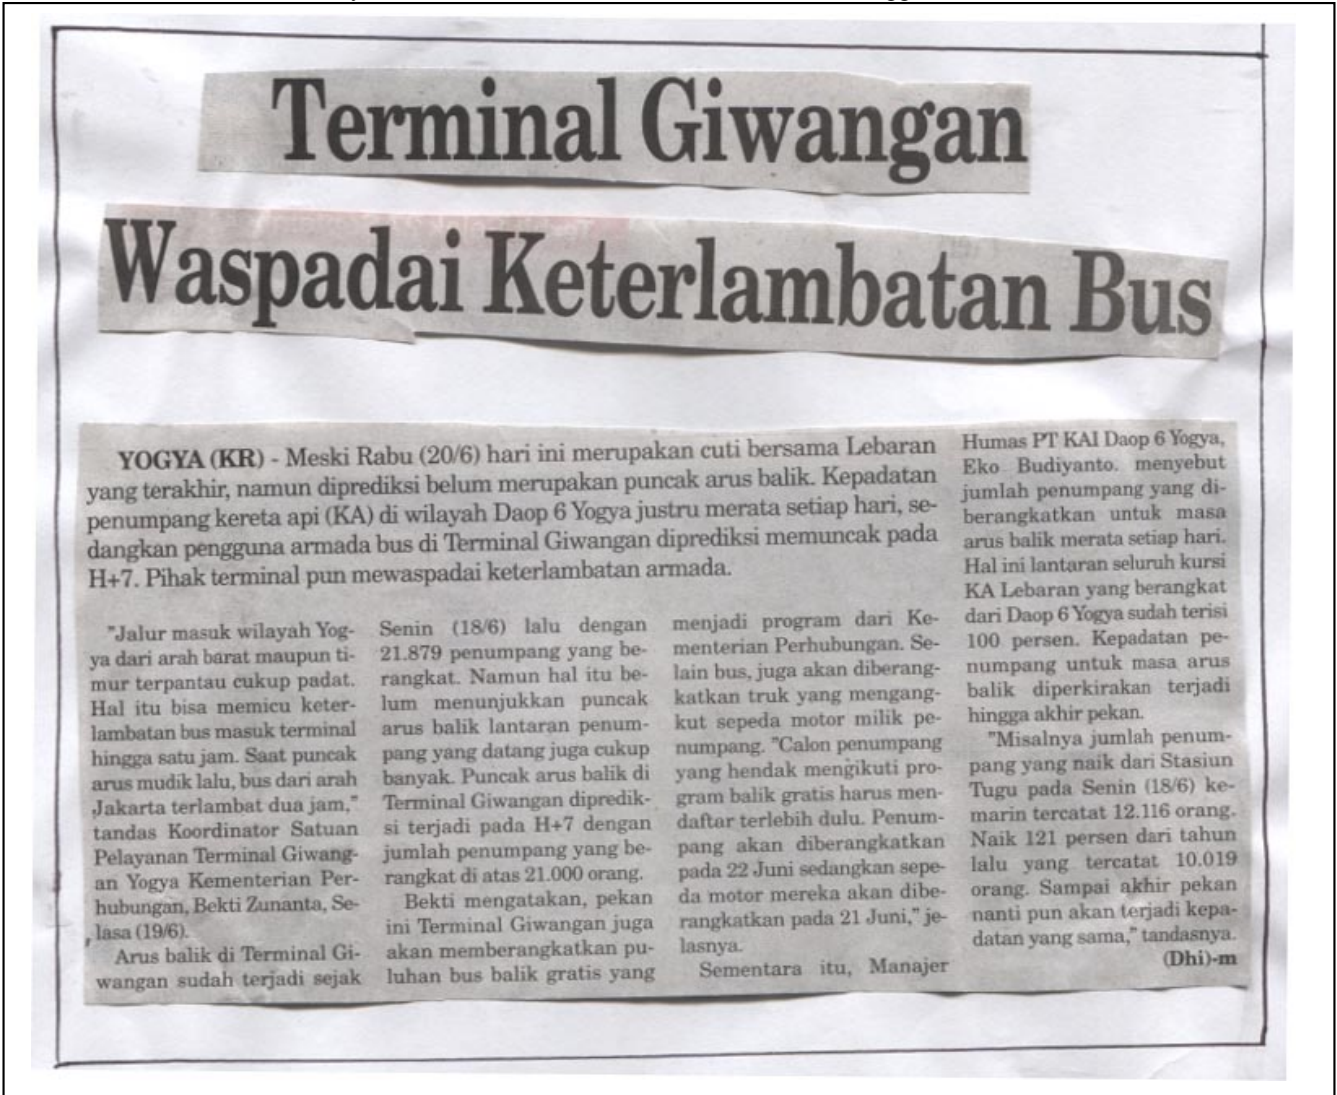 Terminal Giwangan
Waspadai Keterlambatan Bus
YOGYA (KR) - Meski Rabu (20/6) hari ini merupakan cuti bersama Lebaran
yang terakhir, namun diprediksi belum merupakan puncak arus balik. Kepadatan
penumpang kereta api (KA) di wilayah Daop 6 Yogya justru merata setiap hari, se-
dangkan pengguna armada bus di Terminal Giwangan diprediksi memuncak pada
H+7. Pihak terminal pun mewaspadai keterlambatan armada.
"Jalur masuk wilayah Yog-
ya dari arah barat maupun ti-
mur terpantau cukup padat.
Hal itu bisa memicu keter-
lambatan bus masuk terminal
hingga satu jam. Saat puncak
arus mudik lalu, bus dari arah
Jakarta terlambat dua jam,"
tandas Koordinator Satuan
Pelayanan Terminal Giwang-
an Yogya Kementerian Per-
hubungan, Bekti Zunanta, Se-
lasa (19/6).
Arus balik di Terminal Gi-
wangan sudah terjadi sejak
Senin (18/6) lalu dengan
21.879 penumpang yang be-
rangkat. Namun hal itu be-
lum menunjukkan puncak
arus balik lantaran penum-
pang yang datang juga cukup
banyak. Puncak arus balik di
Terminal Giwangan dipredik-
si terjadi pada H+7 dengan
jumlah penumpang yang be-
rangkat di atas 21.000 orang.
Bekti mengatakan, pekan
ini Terminal Giwangan juga
akan memberangkatkan pu-
luhan bus balik gratis yang
menjadi program dari Ke-
menterian Perhubungan. Se-
lain bus, juga akan diberang-
katkan truk yang mengang-
kut sepeda motor milik pe-
numpang. "Calon penumpang
yang hendak mengikuti pro-
gram balik gratis harus men-
daftar terlebih dulu. Penum-
pang akan diberangkatkan
pada 22 Juni sedangkan sepe-
da motor mereka akan dibe-
rangkatkan pada 21 Juni," je-
lasnya.
Sementara itu, Manajer
Humas PT KAI Daop 6 Yogya,
Eko Budiyanto. menyebut
jumlah penumpang yang di-
berangkatkan untuk masa
arus balik merata setiap hari.
Hal ini lantaran seluruh kursi
KA Lebaran yang berangkat
dari Daop 6 Yogya sudah terisi
100 persen. Kepadatan pe-
numpang untuk masa arus
balik diperkirakan terjadi
hingga akhir pekan.
"Misalnya jumlah penum-
pang yang naik dari Stasiun
Tugu pada Senin (18/6) ke-
marin tercatat 12.116 orang.
Naik 121 persen dari tahun
lalu yang tercatat 10.019
orang. Sampai akhir pekan
nanti pun akan terjadi kepa-
datan yang sama," tandasnya.
(Dhi)-m